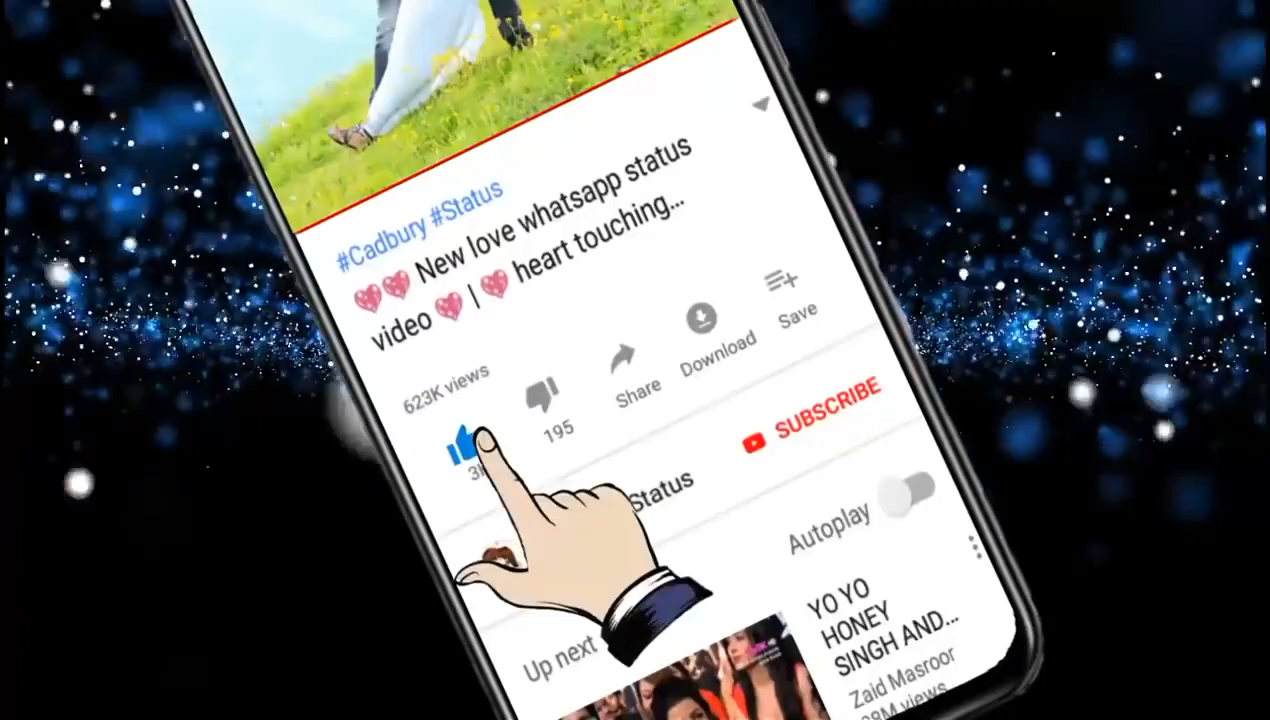 #Cadbury #Status
💖💖 New love whatsapp status
video 💖 | 💖 heart touching...
623K views
195
Share
Download
Save
Status
SUBSCRIBE
Autoplay
Up next
YO YO
HONEY
SINGH AND...
Zaid Masroor
views